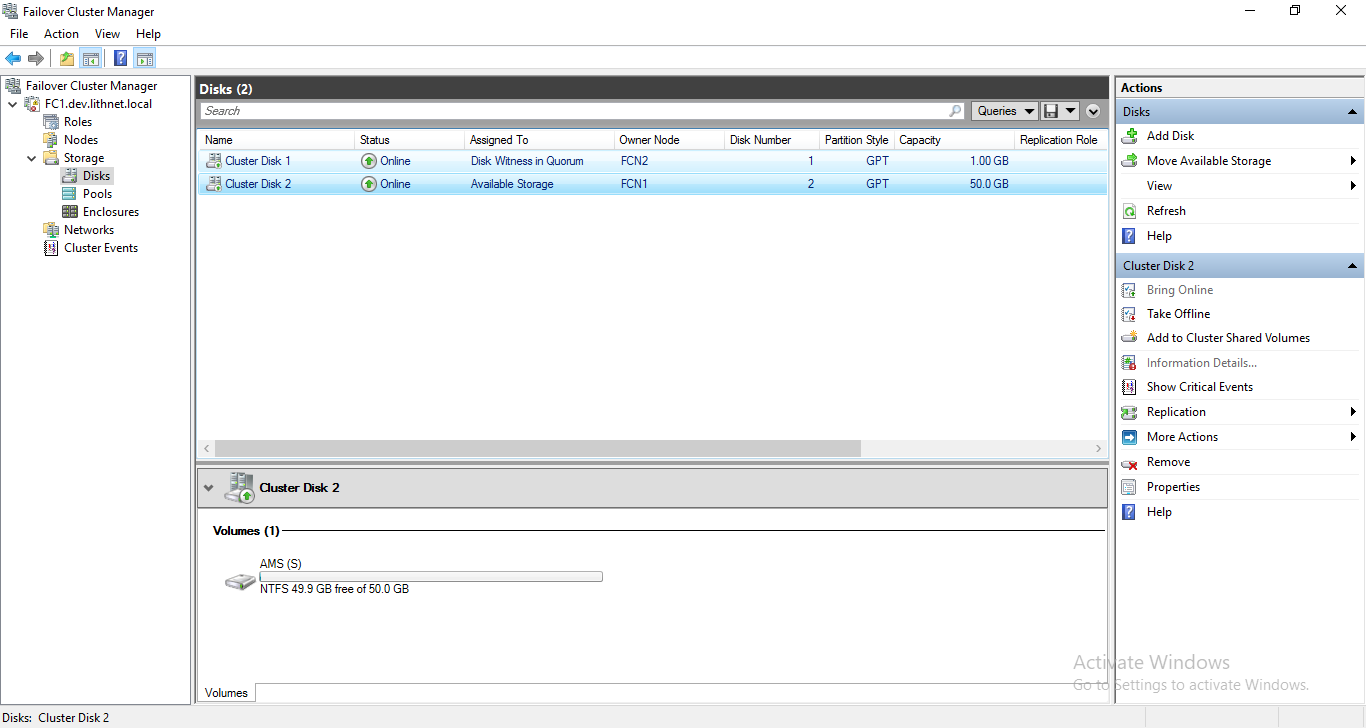 Failover Cluster Manager
File Action View Help
Failover Cluster Manager
FC1.dev.lithnet.local
Roles
Nodes
Storage
Disks
Pools
Enclosures
Networks
Cluster Events
Disks (2)
Search
Queries
Name Status Assigned To Owner Node Disk Number Partition Style Capacity Replication Role
Cluster Disk 1 Online Disk Witness in Quorum FCN2 1 GPT 1.00 GB
Cluster Disk 2 Online Available Storage FCN1 2 GPT 50.0 GB
Cluster Disk 2
Volumes (1)
AMS (S)
NTFS 49.9 GB free of 50.0 GB
Volumes
Actions
Disks
Add Disk
Move Available Storage
View
Refresh
Help
Cluster Disk 2
Bring Online
Take Offline
Add to Cluster Shared Volumes
Information Details...
Show Critical Events
Replication
More Actions
Remove
Properties
Help
Activate Windows
Go to Settings to activate Windows.
Disks: Cluster Disk 2